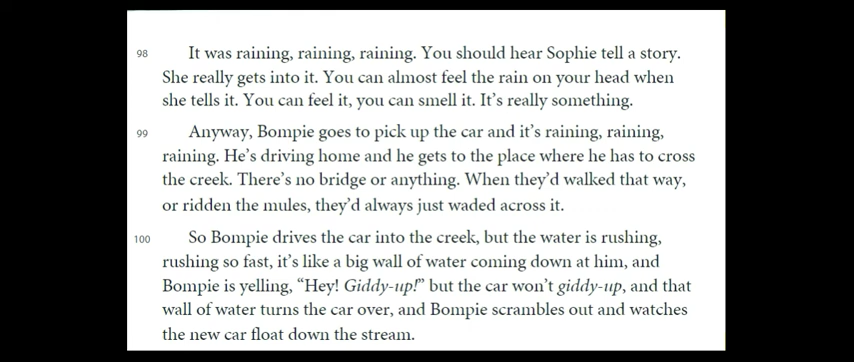 98 It was raining, raining, raining. You should hear Sophie tell a story.
She really gets into it. You can almost feel the rain on your head when
she tells it. You can feel it, you can smell it. It’s really something.
99 Anyway, Bompie goes to pick up the car and it’s raining, raining,
raining. He’s driving home and he gets to the place where he has to cross
the creek. There’s no bridge or anything. When they’d walked that way,
or ridden the mules, they’d always just waded across it.
100 So Bompie drives the car into the creek, but the water is rushing,
rushing so fast, it’s like a big wall of water coming down at him, and
Bompie is yelling, “Hey! Giddy-up!” but the car won’t giddy-up, and that
wall of water turns the car over, and Bompie scrambles out and watches
the new car float down the stream.